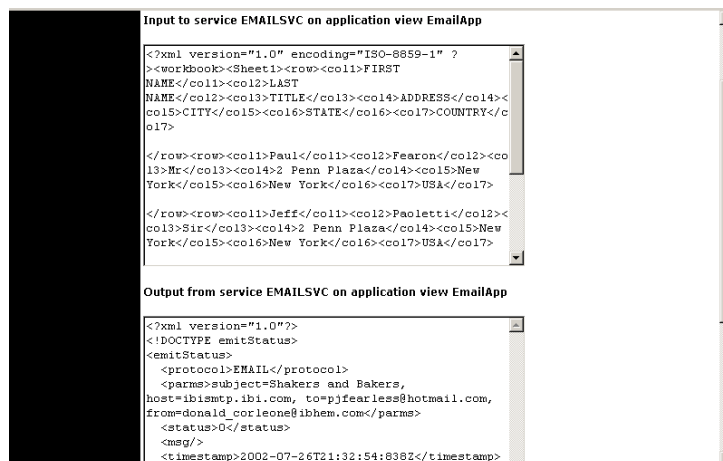 Input to service EMAILSVC on application view EmailApp
<?xml version="1.0" encoding="ISO-8859-1" ?
><workbook><Sheet1><row><col1>FIRST
NAME</col1><col2>LAST
NAME</col2><col3>TITLE</col3><col4>ADDRESS</col4><
col5>CITY</col5><col6>STATE</col6><col7>COUNTRY</c
ol7>
</row><row><col1>Paul</col1><col2>Fearon</col2><co
l3>Mr</col3><col4>2 Penn Plaza</col4><col5>New
York</col5><col6>New York</col6><col7>USA</col7>
</row><row><col1>Jeff</col1><col2>Paoletti</col2><
col3>Sir</col3><col4>2 Penn Plaza</col4><col5>New
York</col5><col6>New York</col6><col7>USA</col7>
Output from service EMAILSVC on application view EmailApp
<?xml version="1.0"?>
<!DOCTYPE emitStatus>
<emitStatus>
<protocol>EMAIL</protocol>
<parms>subject=Shakers and Bakers,
host=ibismtp.ibi.com, to=pjfearless@hotmail.com,
from=donald_corleone@ibhem.com</parms>
<status>0</status>
<msg/>
<timestamp>2002-07-26T21:32:54:838Z</timestamp>